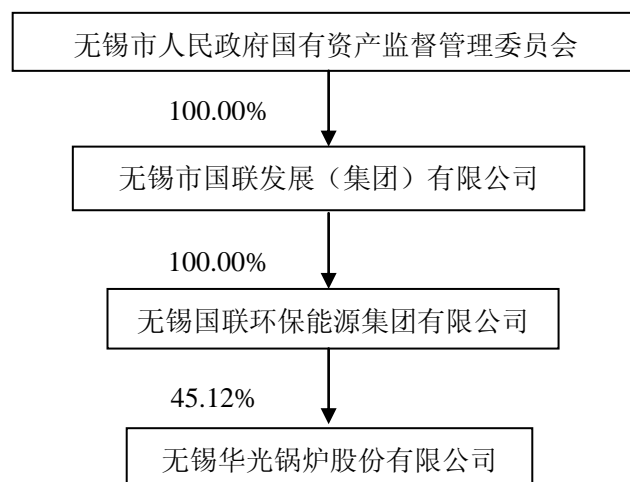 无锡市人民政府国有资产监督管理委员会
100.00%
无锡市国联发展（集团）有限公司
100.00%
无锡国联环保能源集团有限公司
45.12%
无锡华光锅炉股份有限公司